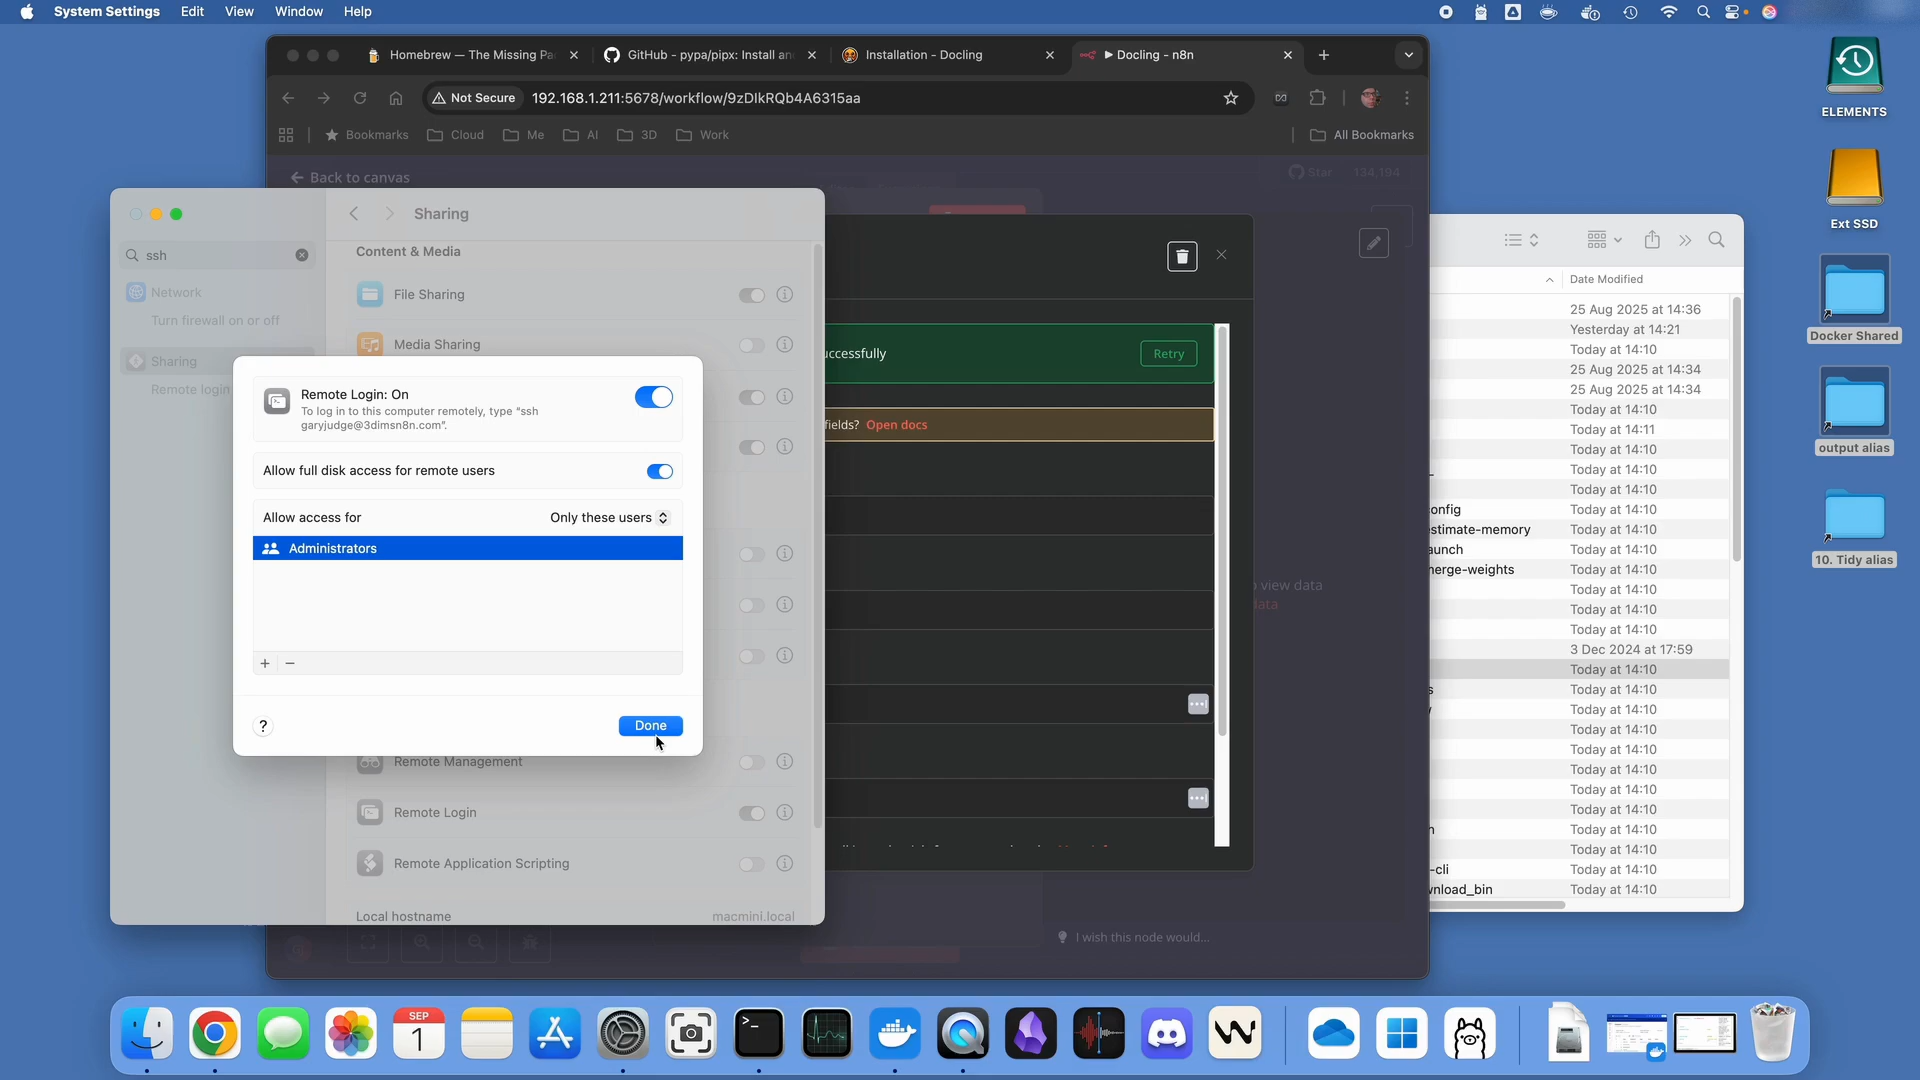 System Settings Edit View Window Help
Homebrew — The Missing Pa
GitHub - pypa/pipx: Install an
Installation - Docling
Docling - n8n
Not Secure 192.168.1.211:5678/workflow/9zDIkRQb4A6315aa
Bookmarks Cloud Me AI 3D Work All Bookmarks
Back to canvas
Star 134,194
ELEMENTS
Ext SSD
Docker Shared
output alias
10. Tidy alias
ssh
Network
Turn firewall on or off
Sharing
Remote login
Sharing
Content & Media
File Sharing
Media Sharing
Remote Login: On
To log in to this computer remotely, type "ssh
garyjudge@3dimsn8n.com".
Allow full disk access for remote users
Allow access for Only these users
Administrators
+ −
? Done
Remote Management
Remote Login
Remote Application Scripting
Local hostname macmini.local
uccessfully Retry
fields? Open docs
o view data
data
I wish this node would...
Date Modified
25 Aug 2025 at 14:36
Yesterday at 14:21
Today at 14:10
25 Aug 2025 at 14:34
25 Aug 2025 at 14:34
Today at 14:10
Today at 14:11
Today at 14:10
Today at 14:10
Today at 14:10
onfig Today at 14:10
estimate-memory Today at 14:10
aunch Today at 14:10
nerge-weights Today at 14:10
Today at 14:10
Today at 14:10
Today at 14:10
3 Dec 2024 at 17:59
Today at 14:10
s Today at 14:10
Today at 14:10
Today at 14:10
Today at 14:10
Today at 14:10
Today at 14:10
Today at 14:10
n Today at 14:10
Today at 14:10
-cli Today at 14:10
wnload_bin Today at 14:10
SEP
1